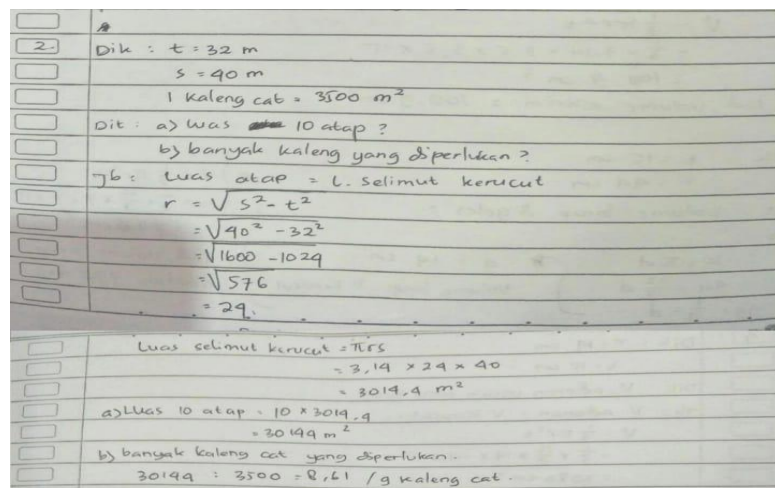 2. Dik : t = 32 m
s = 40 m
1 kaleng cat = 3500 m²
Dit : a) Luas 10 atap ?
b) banyak kaleng yang diperlukan ?
Jb : Luas atap = L. Selimut kerucut
r = √s² - t²
= √40² - 32²
= √1600 - 1024
= √576
= 24.
Luas selimut kerucut = πrs
= 3,14 × 24 × 40
= 3014,4 m²
a) Luas 10 atap = 10 × 3014,4
= 30144 m²
b) banyak kaleng cat yang diperlukan.
30144 : 3500 = 8,61 / 9 kaleng cat.